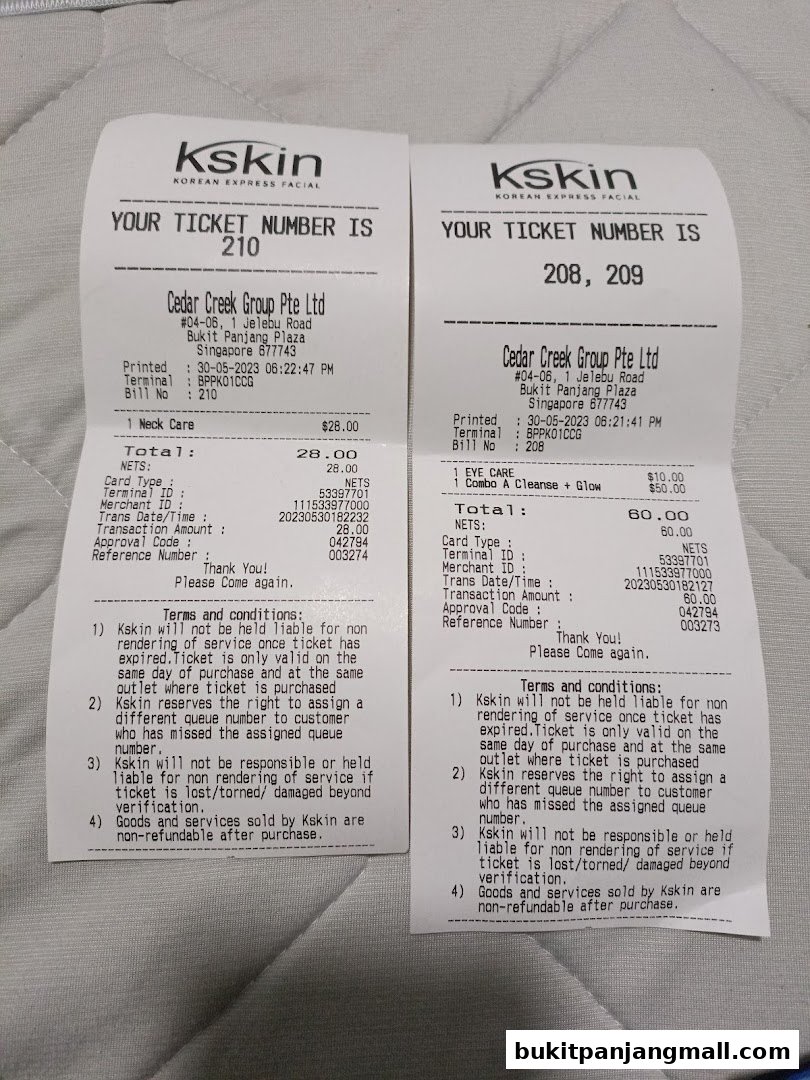 Kskin
KOREAN EXPRESS FACIAL
YOUR TICKET NUMBER IS
210
Cedar Creek Group Pte Ltd
#04-06, 1 Jelebu Road
Bukit Panjang Plaza
Singapore 677743
Printed : 30-05-2023 06:22:47 PM
Terminal : BPPK01CCG
Bill No : 210
1 Neck Care $28.00
Total: 28.00
NETS: 28.00
Card Type : NETS
Terminal ID : 53397701
Merchant ID : 111533977000
Trans Date/Time : 20230530182232
Transaction Amount : 28.00
Approval Code : 042794
Reference Number : 003274
Thank You!
Please Come again.
Terms and conditions:
1) Kskin will not be held liable for non
rendering of service once ticket has
expired.Ticket is only valid on the
same day of purchase and at the same
outlet where ticket is purchased
2) Kskin reserves the right to assign a
different queue number to customer
who has missed the assigned queue
number.
3) Kskin will not be responsible or held
liable for non rendering of service if
ticket is lost/torned/ damaged beyond
verification.
4) Goods and services sold by Kskin are
non-refundable after purchase.
Kskin
KOREAN EXPRESS FACIAL
YOUR TICKET NUMBER IS
208, 209
Cedar Creek Group Pte Ltd
#04-06, 1 Jelebu Road
Bukit Panjang Plaza
Singapore 677743
Printed : 30-05-2023 06:21:41 PM
Terminal : BPPK01CCG
Bill No : 208
1 EYE CARE $10.00
1 Combo A Cleanse + Glow $50.00
Total: 60.00
NETS: 60.00
Card Type : NETS
Terminal ID : 53397701
Merchant ID : 111533977000
Trans Date/Time : 20230530182127
Transaction Amount : 60.00
Approval Code : 042794
Reference Number : 003273
Thank You!
Please Come again.
Terms and conditions:
1) Kskin will not be held liable for non
rendering of service once ticket has
expired.Ticket is only valid on the
same day of purchase and at the same
outlet where ticket is purchased
2) Kskin reserves the right to assign a
different queue number to customer
who has missed the assigned queue
number.
3) Kskin will not be responsible or held
liable for non rendering of service if
ticket is lost/torned/ damaged beyond
verification.
4) Goods and services sold by Kskin are
non-refundable after purchase.
bukitpanjangmall.com